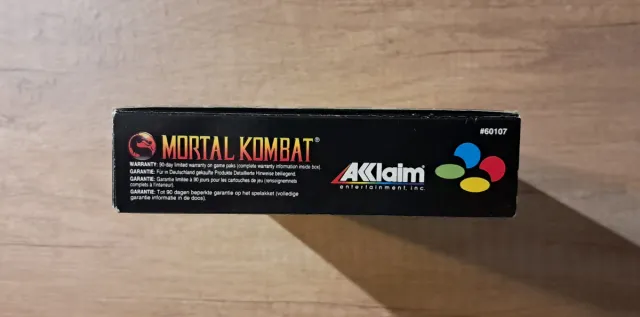 #60107
MORTAL KOMBAT®
WARRANTY: 90-day limited warranty on game paks (complete warranty information inside box).
GARANTIE: Für in Deutschland gekaufte Produkte Detaillierte Hinweise beiliegend.
GARANTIE: Garantie limitée à 90 jours pour les cartouches de jeu (renseignements
complets à l'interieur).
GARANTIE: Tot 90 dagen beperkte garantie op het spelpakket (volledige
garantie informatie in de doos).
AKKlaim®
entertainment, inc.